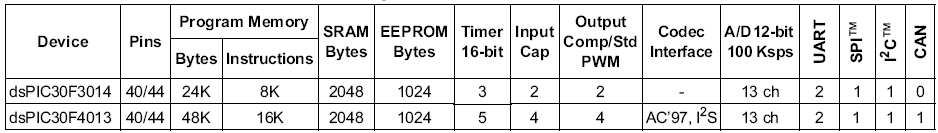 Device Pins Program Memory SRAM Bytes EEPROM Bytes Timer 16-bit Input Cap Output Comp/Std PWM Codec Interface A/D 12-bit 100 Ksps UART SPI™ I²C™ CAN
Bytes Instructions
dsPIC30F3014 40/44 24K 8K 2048 1024 3 2 2 - 13 ch 2 1 1 0
dsPIC30F4013 40/44 48K 16K 2048 1024 5 4 4 AC'97, I²S 13 ch 2 1 1 1